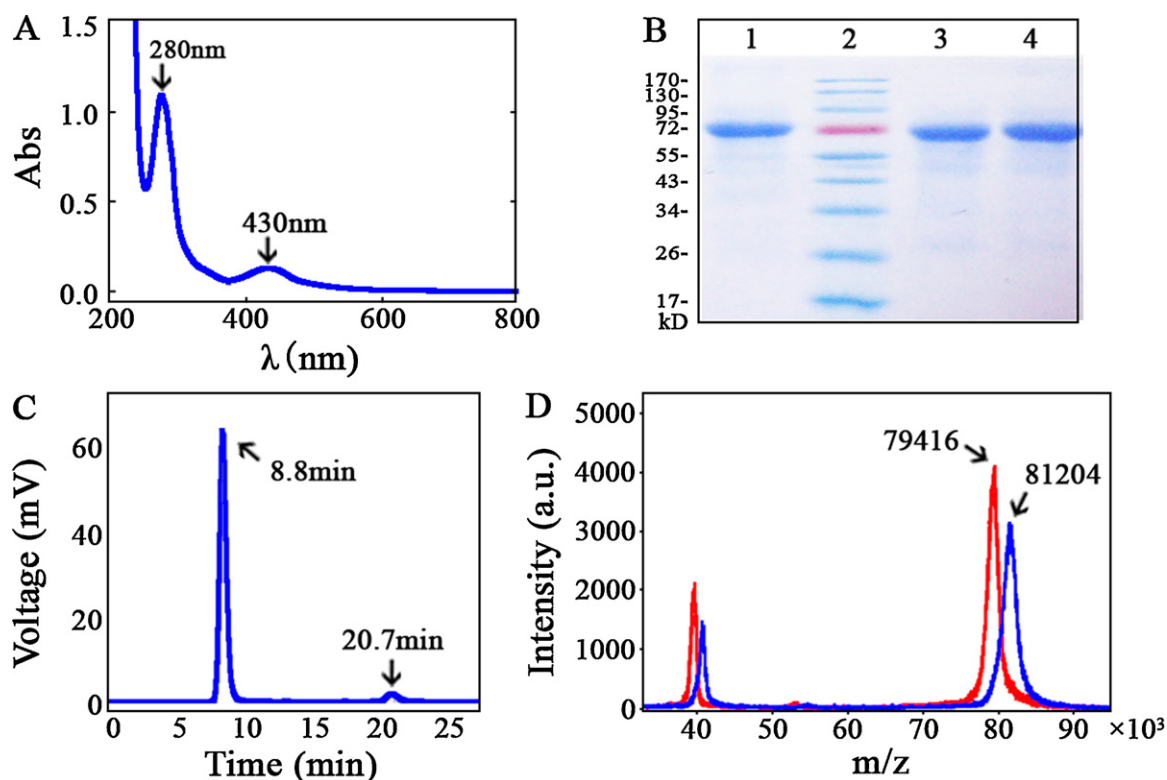 A
1.5
1.0
0.5
0.0
Abs
280nm
430nm
200 400 600 800
λ (nm)
B
1 2 3 4
170-
130-
95-
72-
55-
43-
34-
26-
17-
kD
C
60
40
20
0
Voltage (mV)
8.8min
20.7min
0 5 10 15 20 25
Time (min)
D
5000
4000
3000
2000
1000
0
Intensity (a.u.)
79416
81204
40 50 60 70 80 90 ×10³
m/z